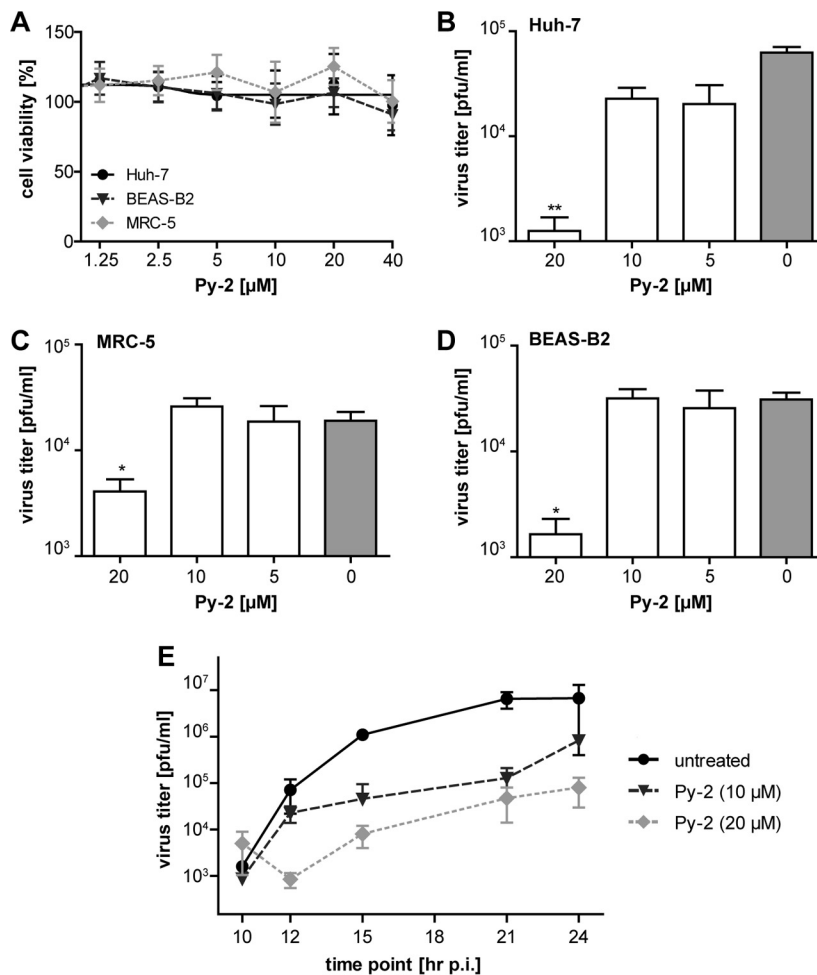 A
cell viability [%]
150
100
50
0
Huh-7
BEAS-B2
MRC-5
1.25 2.5 5 10 20 40
Py-2 [µM]
B
Huh-7
virus titer [pfu/ml]
10⁵
10⁴
10³
**
20 10 5 0
Py-2 [µM]
C
MRC-5
virus titer [pfu/ml]
10⁵
10⁴
10³
*
20 10 5 0
Py-2 [µM]
D
BEAS-B2
virus titer [pfu/ml]
10⁵
10⁴
10³
*
20 10 5 0
Py-2 [µM]
E
virus titer [pfu/ml]
10⁷
10⁶
10⁵
10⁴
10³
10 12 15 18 21 24
time point [hr p.i.]
untreated
Py-2 (10 µM)
Py-2 (20 µM)